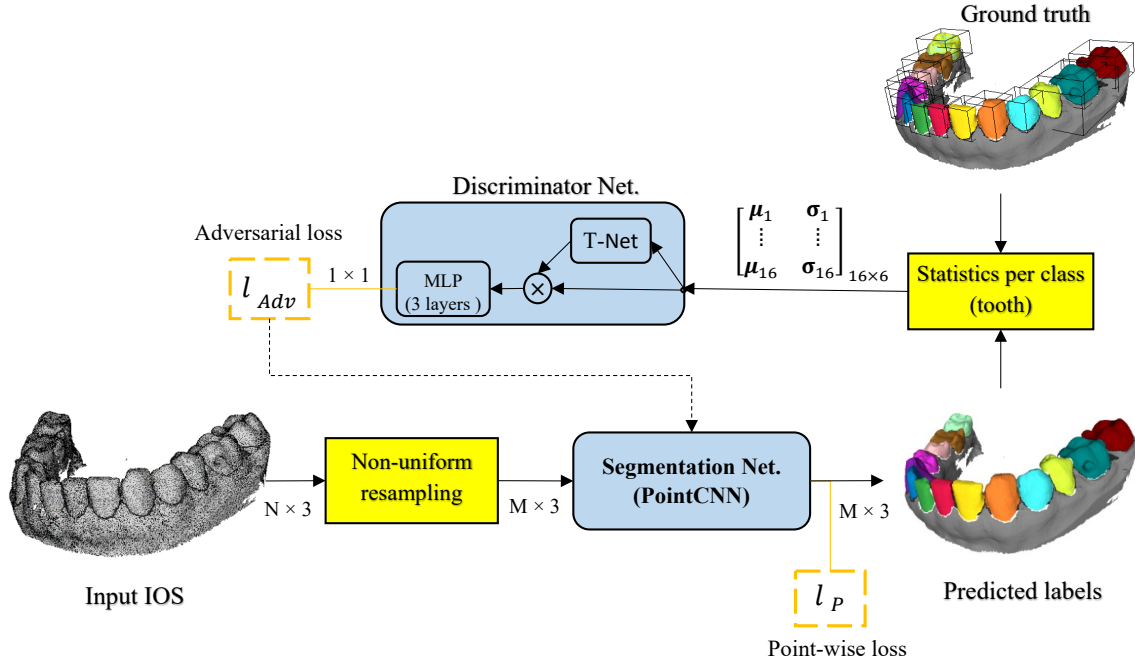 Ground truth
Discriminator Net.
Adversarial loss
l Adv
1 × 1
MLP
(3 layers )
T-Net
×
[μ1 σ1
⋮ ⋮
μ16 σ16]16×6
Statistics per class
(tooth)
Input IOS
N × 3
Non-uniform
resampling
M × 3
Segmentation Net.
(PointCNN)
M × 3
l P
Point-wise loss
Predicted labels